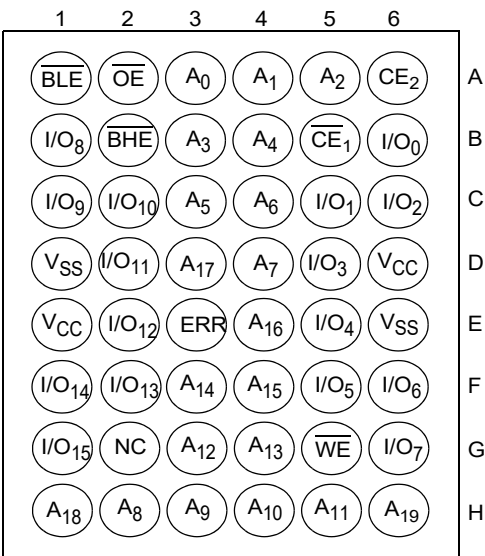 1 2 3 4 5 6
BLE OE A0 A1 A2 CE2 A
I/O8 BHE A3 A4 CE1 I/O0 B
I/O9 I/O10 A5 A6 I/O1 I/O2 C
VSS I/O11 A17 A7 I/O3 VCC D
VCC I/O12 ERR A16 I/O4 VSS E
I/O14 I/O13 A14 A15 I/O5 I/O6 F
I/O15 NC A12 A13 WE I/O7 G
A18 A8 A9 A10 A11 A19 H